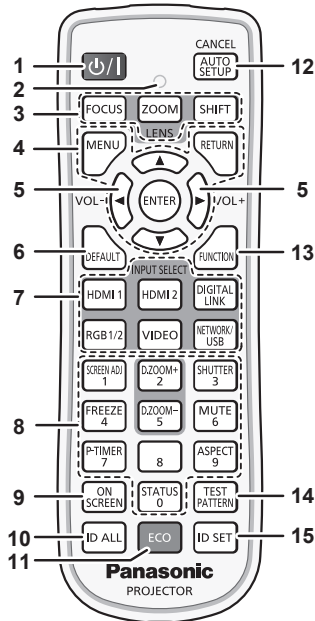 CANCEL
1 ⏻/| AUTO SETUP 12
2
3 FOCUS ZOOM SHIFT
LENS
4 MENU RETURN
5 ▲ 5
VOL- ◀ ENTER ▶ VOL+
▼
6 DEFAULT FUNCTION 13
INPUT SELECT
7 HDMI 1 HDMI 2 DIGITAL LINK
RGB1/2 VIDEO NETWORK/ USB
SCREEN ADJ D.ZOOM+ SHUTTER
1 2 3
8 FREEZE D.ZOOM- MUTE
4 5 6
P-TIMER ASPECT
7 8 9
9 ON SCREEN STATUS 0 TEST PATTERN 14
10 ID ALL ECO ID SET 15
11
Panasonic
PROJECTOR